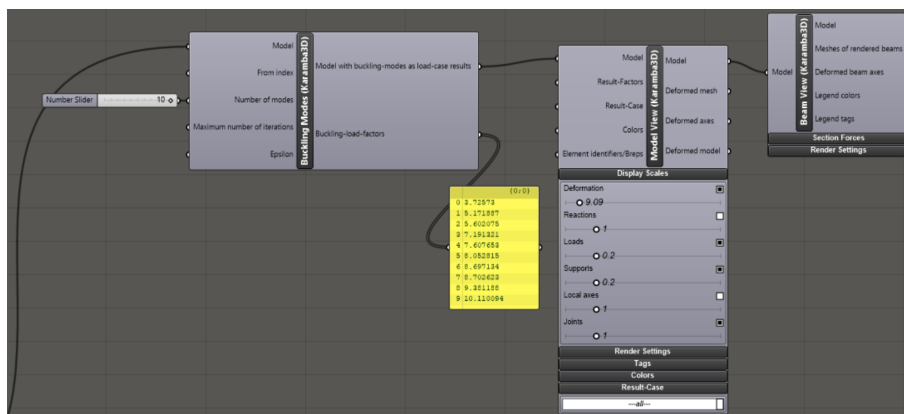 Model
From index
Number of modes
Maximum number of iterations
Epsilon
Buckling Modes (Karamba3D)
Model with buckling-modes as load-case results
Buckling-load-factors
Number Slider
10
{0;0}
0 3.72573
1 5.171887
2 5.602075
3 7.191321
4 7.607653
5 8.052815
6 8.697134
7 8.702623
8 9.381188
9 10.110094
Model
Result-Factors
Result-Case
Colors
Element identifiers/Breps
Model View (Karamba3D)
Model
Deformed mesh
Deformed axes
Deformed model
Display Scales
Deformation
9.09
Reactions
1
Loads
0.2
Supports
0.2
Local axes
1
Joints
1
Render Settings
Tags
Colors
Result-Case
---all---
Model
Beam View (Karamba3D)
Model
Meshes of rendered beams
Deformed beam axes
Legend colors
Legend tags
Section Forces
Render Settings